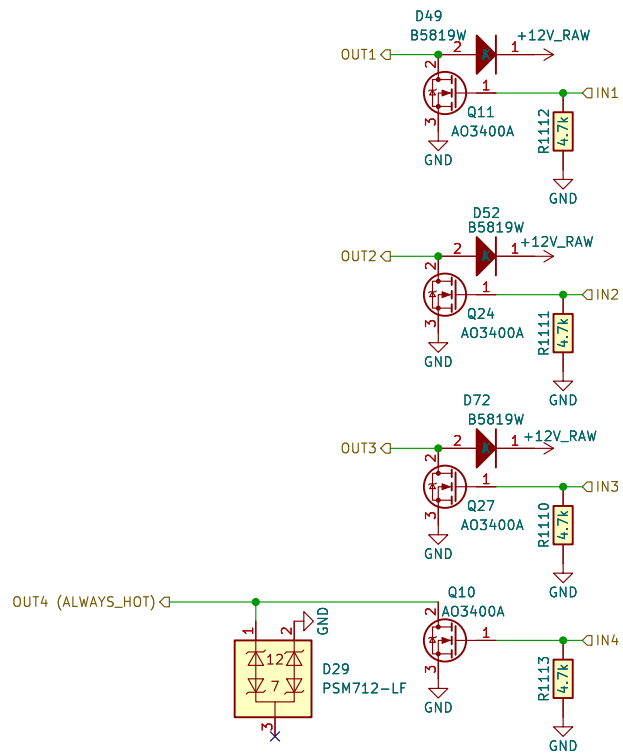 D49
B5819W
+12V_RAW
OUT1
2
1
2
1
IN1
Q11
AO3400A
3
GND
R1112
4.7k
GND
D52
B5819W
+12V_RAW
OUT2
2
1
2
1
IN2
Q24
AO3400A
3
GND
R1111
4.7k
GND
D72
B5819W
+12V_RAW
OUT3
2
1
2
1
IN3
Q27
AO3400A
3
GND
R1110
4.7k
GND
OUT4 (ALWAYS_HOT)
Q10
AO3400A
2
1
IN4
3
GND
R1113
4.7k
GND
1
2
GND
12
7
D29
PSM712-LF
3